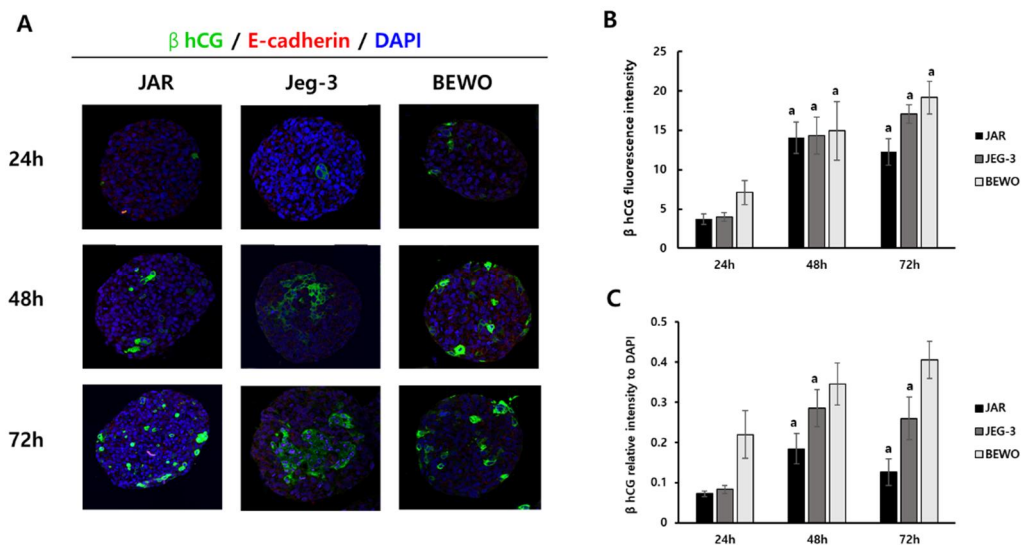 A
β hCG / E-cadherin / DAPI
JAR Jeg-3 BEWO
24h
48h
72h
B
β hCG fluorescence intensity
25
20
15
10
5
0
a a a a a a
24h 48h 72h
JAR
JEG-3
BEWO
C
β hCG relative intensity to DAPI
0.5
0.4
0.3
0.2
0.1
0
a a a a
24h 48h 72h
JAR
JEG-3
BEWO